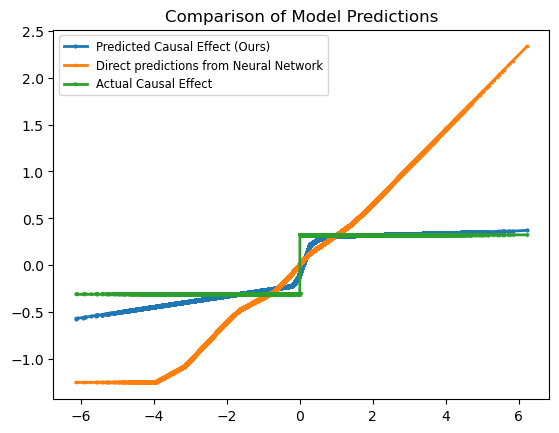 Comparison of Model Predictions
Predicted Causal Effect (Ours)
Direct predictions from Neural Network
Actual Causal Effect
2.5
2.0
1.5
1.0
0.5
0.0
−0.5
−1.0
−6 −4 −2 0 2 4 6